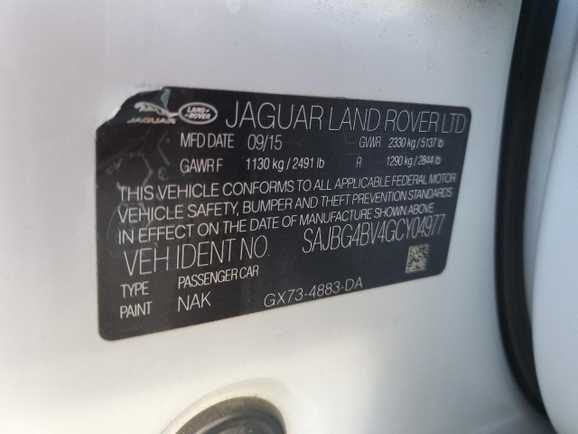 JAGUAR LAND-ROVER JAGUAR LAND ROVER LTD
MFD DATE 09/15 GVWR 2330 kg / 5137 lb
GAWR F 1130 kg / 2491 lb R 1290 kg / 2844 lb
THIS VEHICLE CONFORMS TO ALL APPLICABLE FEDERAL MOTOR
VEHICLE SAFETY, BUMPER AND THEFT PREVENTION STANDARDS
IN EFFECT ON THE DATE OF MANUFACTURE SHOWN ABOVE.
VEH IDENT NO. SAJBG4BV4GCY04977
TYPE PASSENGER CAR
PAINT NAK GX73-4883-DA